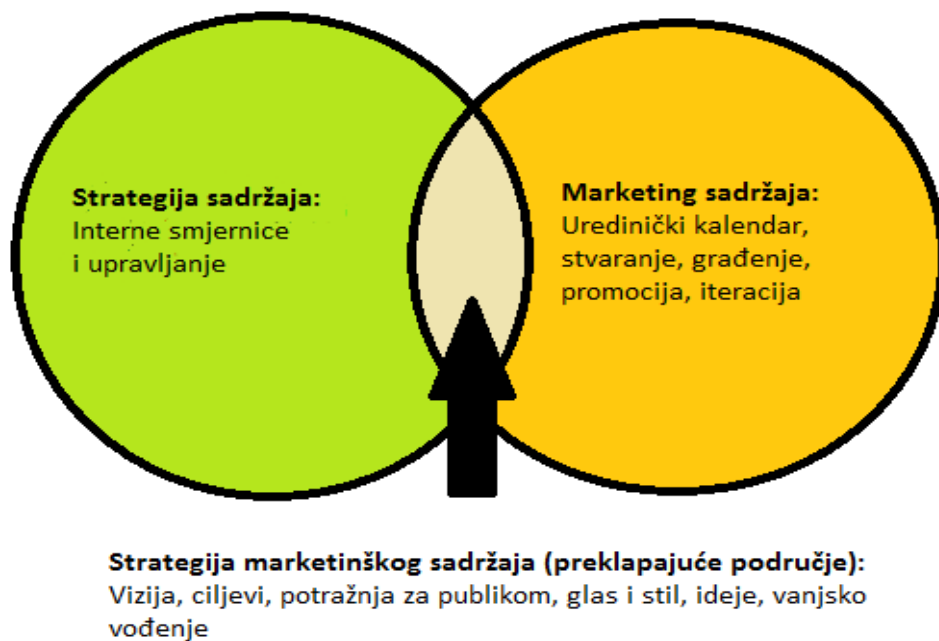 Strategija sadržaja:
Interne smjernice
i upravljanje
Marketing sadržaja:
Uredinički kalendar,
stvaranje, građenje,
promocija, iteracija
Strategija marketinškog sadržaja (preklapajuće područje):
Vizija, ciljevi, potražnja za publikom, glas i stil, ideje, vanjsko
vođenje